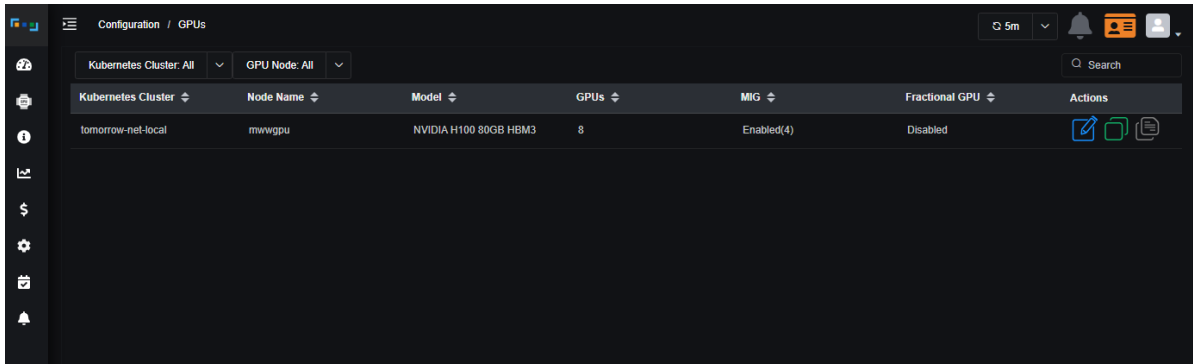 Configuration / GPUs
5m
Kubernetes Cluster: All
GPU Node: All
Search
Kubernetes Cluster Node Name Model GPUs MIG Fractional GPU Actions
tomorrow-net-local mwwgpu NVIDIA H100 80GB HBM3 8 Enabled(4) Disabled